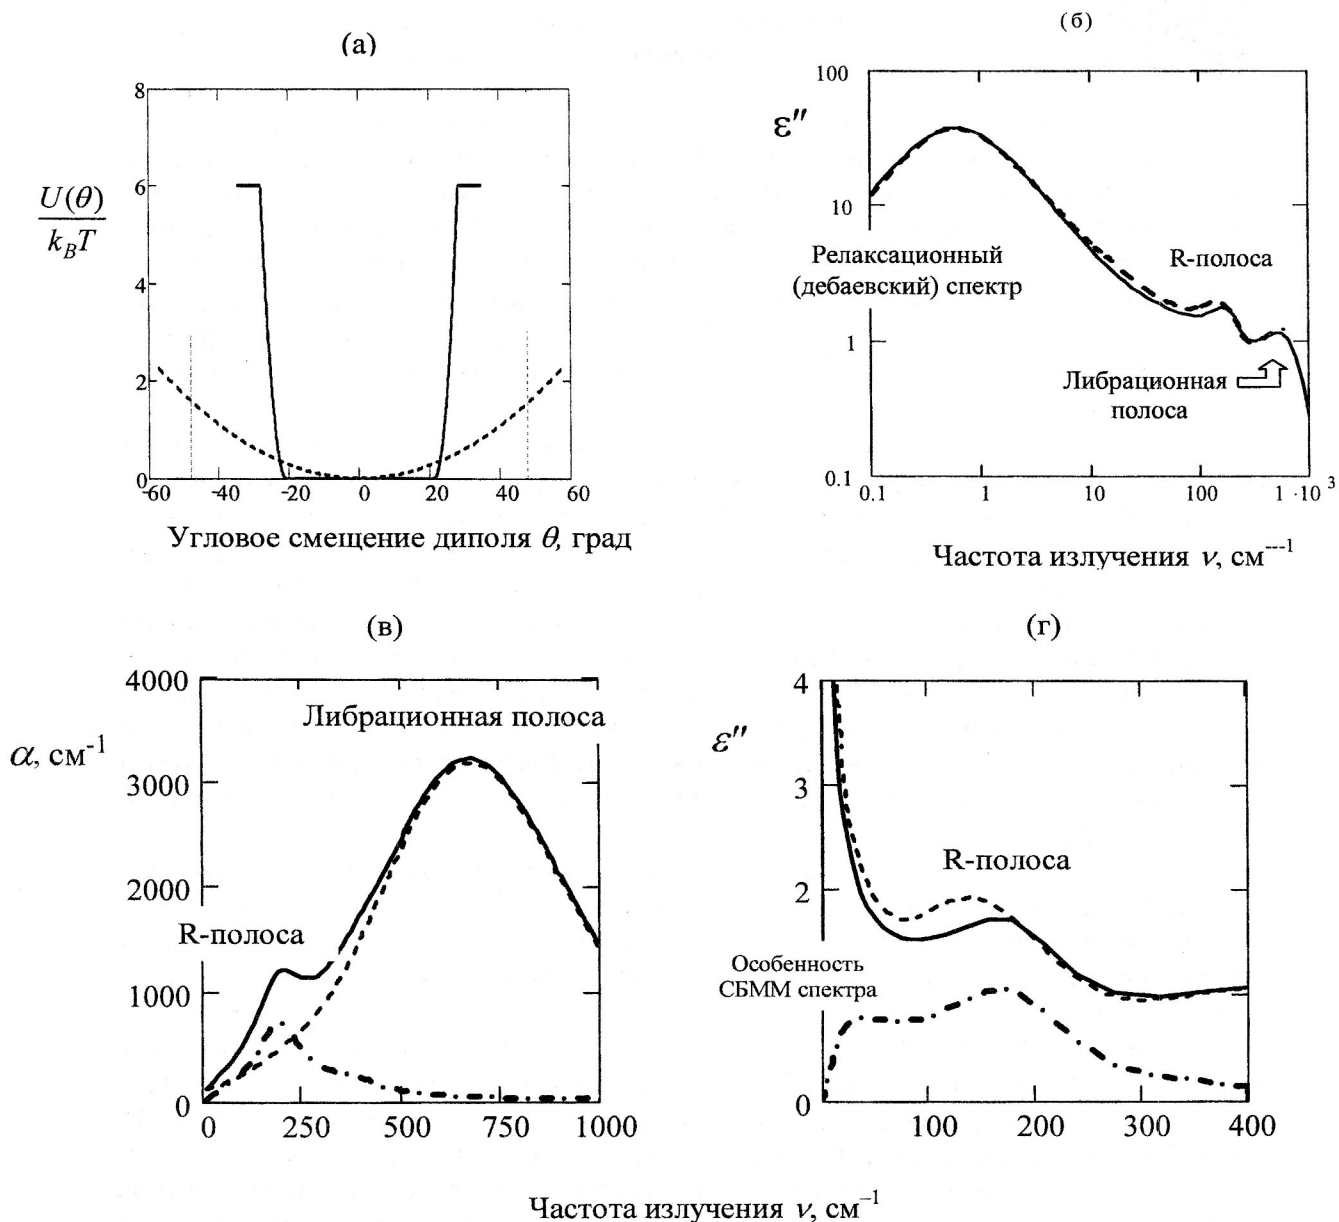 (а)
8
6
4
2
0
U(θ)
k_BT
-60 -40 -20 0 20 40 60
Угловое смещение диполя θ, град
(б)
100
10
1
0.1
ε″
Релаксационный
(дебаевский) спектр
R-полоса
Либрационная
полоса
0.1 1 10 100 1·10 3
Частота излучения ν, см⁻⁻⁻¹
(в)
4000
3000
2000
1000
0
α, см⁻¹
Либрационная полоса
R-полоса
0 250 500 750 1000
(г)
4
3
2
1
0
ε″
R-полоса
Особенность
СБММ спектра
100 200 300 400
Частота излучения ν, см⁻¹